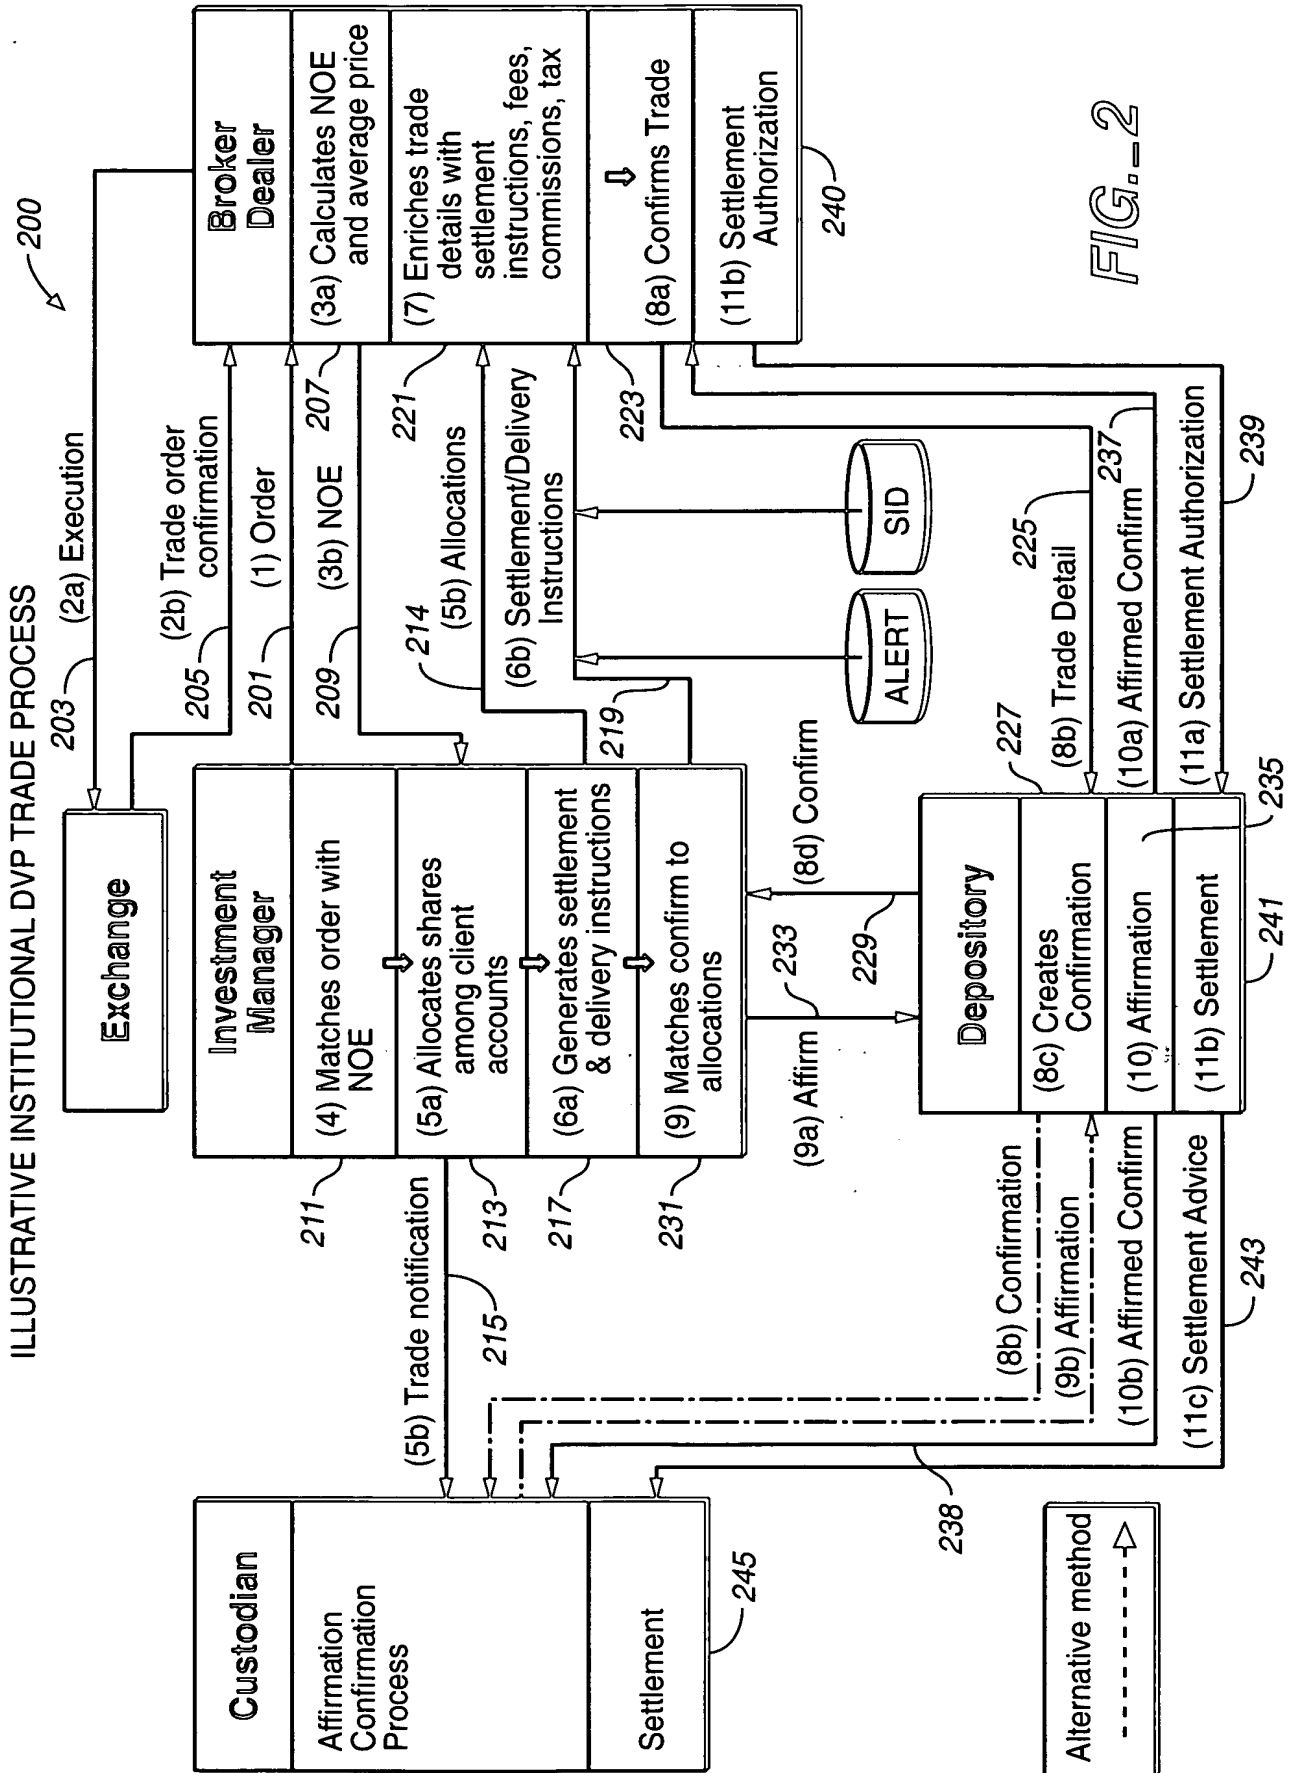 ILLUSTRATIVE INSTITUTIONAL DVP TRADE PROCESS
200
Exchange
203
(2a) Execution
205
(2b) Trade order
confirmation
201
(1) Order
209
(3b) NOE
214
(5b) Allocations
(6b) Settlement/Delivery
Instructions
219
Custodian
Affirmation
Confirmation
Process
Settlement
245
(5b) Trade notification
215
Investment
Manager
(4) Matches order with
NOE
(5a) Allocates shares
among client
accounts
(6a) Generates settlement
& delivery instructions
(9) Matches confirm to
allocations
211
213
217
231
Broker
Dealer
(3a) Calculates NOE
and average price
(7) Enriches trade
details with
settlement
instructions, fees,
commissions, tax
(8a) Confirms Trade
(11b) Settlement
Authorization
207
221
223
240
ALERT
SID
(9a) Affirm
233
229
(8d) Confirm
Depository
(8c) Creates
Confirmation
(10) Affirmation
(11b) Settlement
227
235
241
(8b) Confirmation
(9b) Affirmation
(10b) Affirmed Confirm
(11c) Settlement Advice
238
243
(8b) Trade Detail
225
(10a) Affirmed Confirm
237
(11a) Settlement Authorization
239
Alternative method
FIG._2